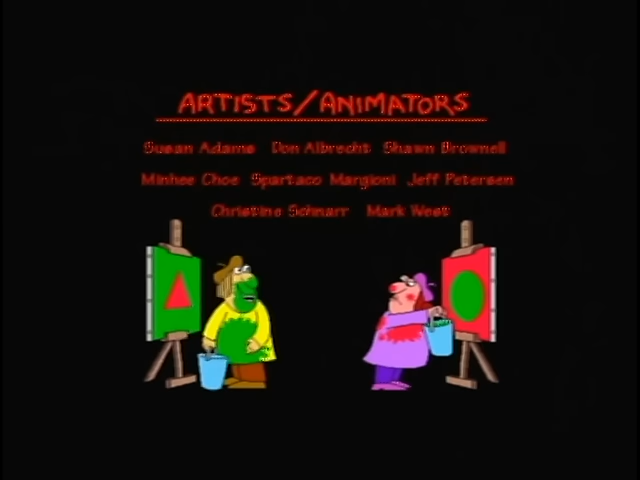 ARTISTS/ANIMATORS
Susan Adams Don Albrecht Shawn Brownell
Minhee Choe Spartaco Margioni Jeff Petersen
Christine Schnarr Mark West